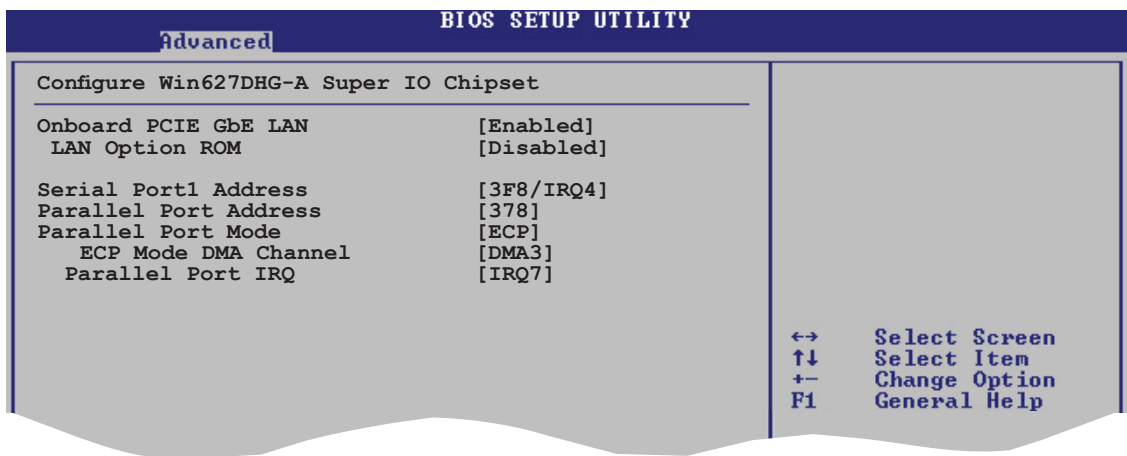 BIOS SETUP UTILITY
Advanced
Configure Win627DHG-A Super IO Chipset
Onboard PCIE GbE LAN [Enabled]
LAN Option ROM [Disabled]
Serial Port1 Address [3F8/IRQ4]
Parallel Port Address [378]
Parallel Port Mode [ECP]
ECP Mode DMA Channel [DMA3]
Parallel Port IRQ [IRQ7]
←→ Select Screen
↑↓ Select Item
+- Change Option
F1 General Help